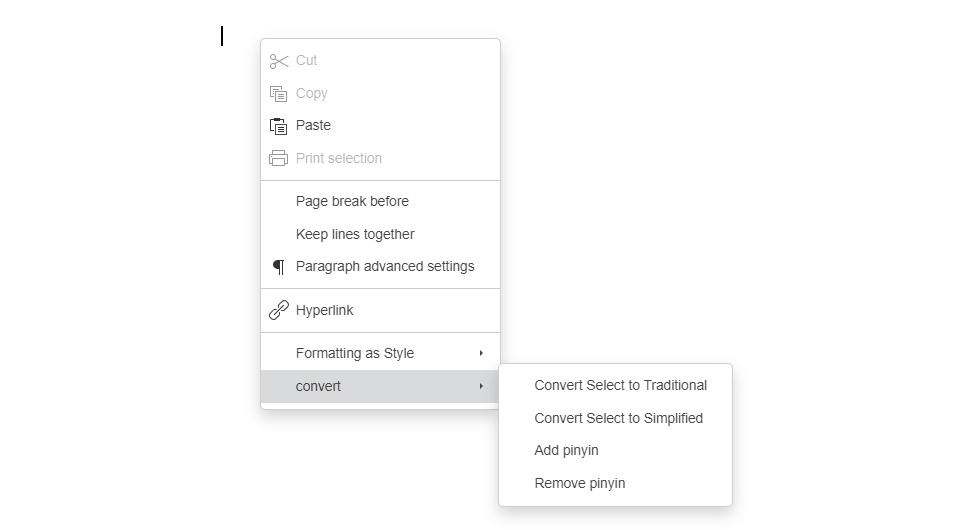 Cut
Copy
Paste
Print selection
Page break before
Keep lines together
Paragraph advanced settings
Hyperlink
Formatting as Style
convert
Convert Select to Traditional
Convert Select to Simplified
Add pinyin
Remove pinyin